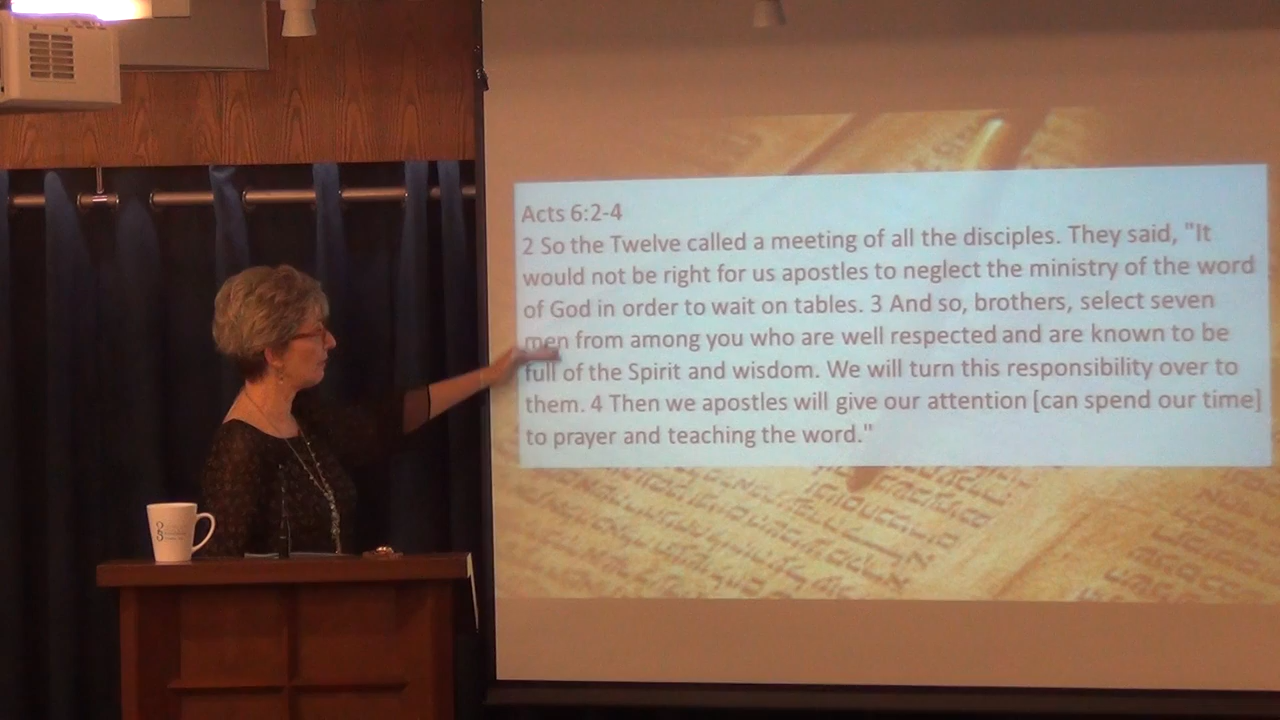 Acts 6:2-4
2 So the Twelve called a meeting of all the disciples. They said, "It
would not be right for us apostles to neglect the ministry of the word
of God in order to wait on tables. 3 And so, brothers, select seven
men from among you who are well respected and are known to be
full of the Spirit and wisdom. We will turn this responsibility over to
them. 4 Then we apostles will give our attention [can spend our time]
to prayer and teaching the word."